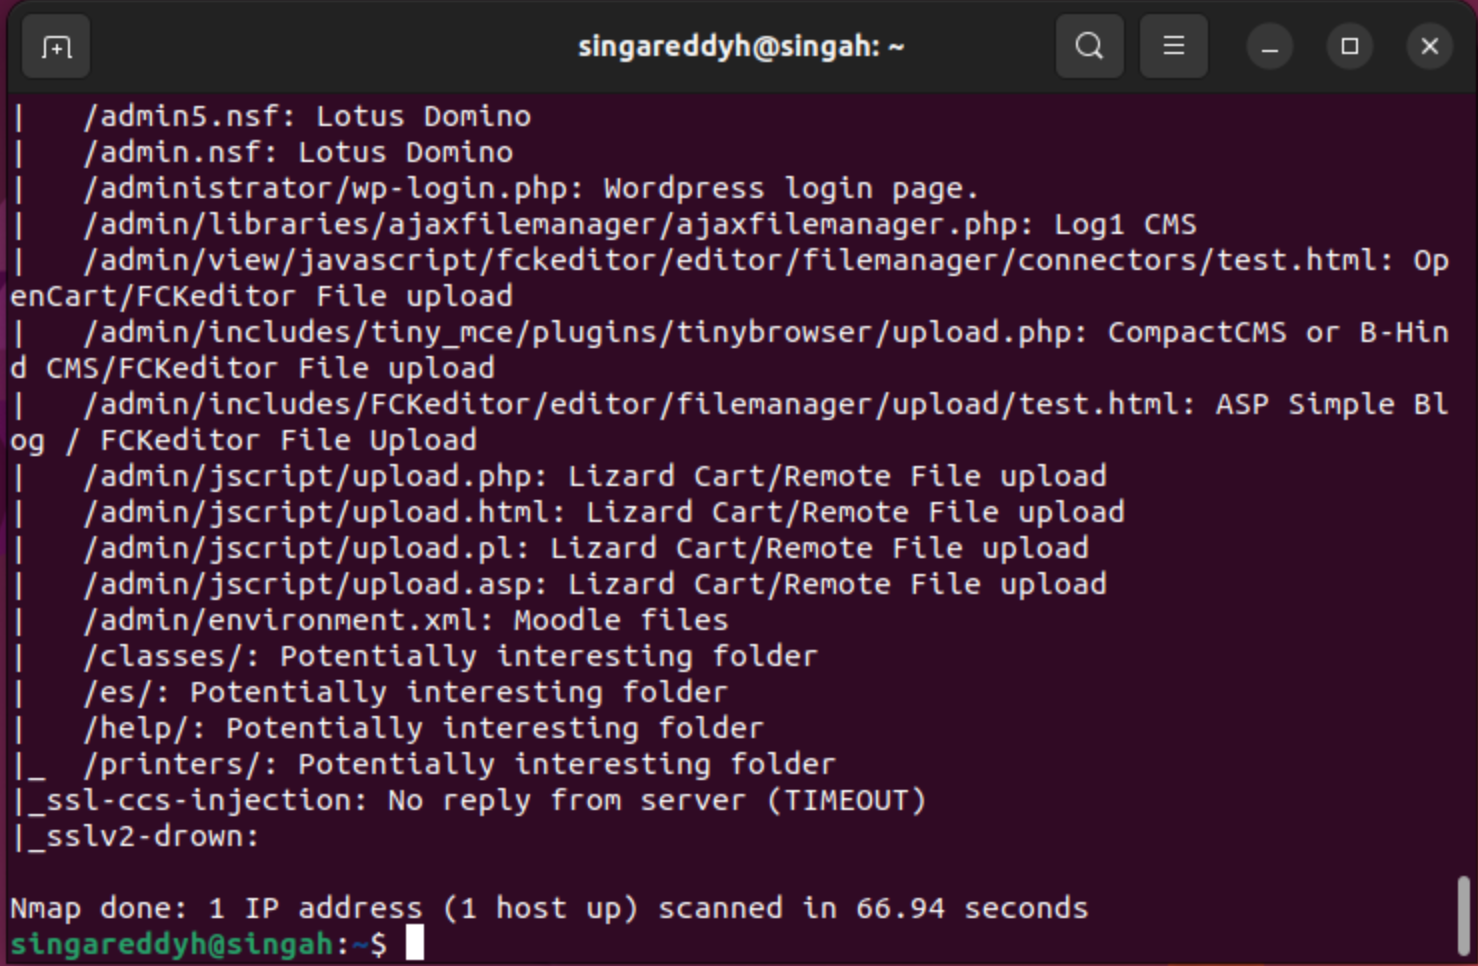 singareddyh@singah: ~
|   /admin5.nsf: Lotus Domino
|   /admin.nsf: Lotus Domino
|   /administrator/wp-login.php: Wordpress login page.
|   /admin/libraries/ajaxfilemanager/ajaxfilemanager.php: Log1 CMS
|   /admin/view/javascript/fckeditor/editor/filemanager/connectors/test.html: Op
enCart/FCKeditor File upload
|   /admin/includes/tiny_mce/plugins/tinybrowser/upload.php: CompactCMS or B-Hin
d CMS/FCKeditor File upload
|   /admin/includes/FCKeditor/editor/filemanager/upload/test.html: ASP Simple Bl
og / FCKeditor File Upload
|   /admin/jscript/upload.php: Lizard Cart/Remote File upload
|   /admin/jscript/upload.html: Lizard Cart/Remote File upload
|   /admin/jscript/upload.pl: Lizard Cart/Remote File upload
|   /admin/jscript/upload.asp: Lizard Cart/Remote File upload
|   /admin/environment.xml: Moodle files
|   /classes/: Potentially interesting folder
|   /es/: Potentially interesting folder
|   /help/: Potentially interesting folder
|_  /printers/: Potentially interesting folder
|_ssl-ccs-injection: No reply from server (TIMEOUT)
|_sslv2-drown:
Nmap done: 1 IP address (1 host up) scanned in 66.94 seconds
singareddyh@singah:~$